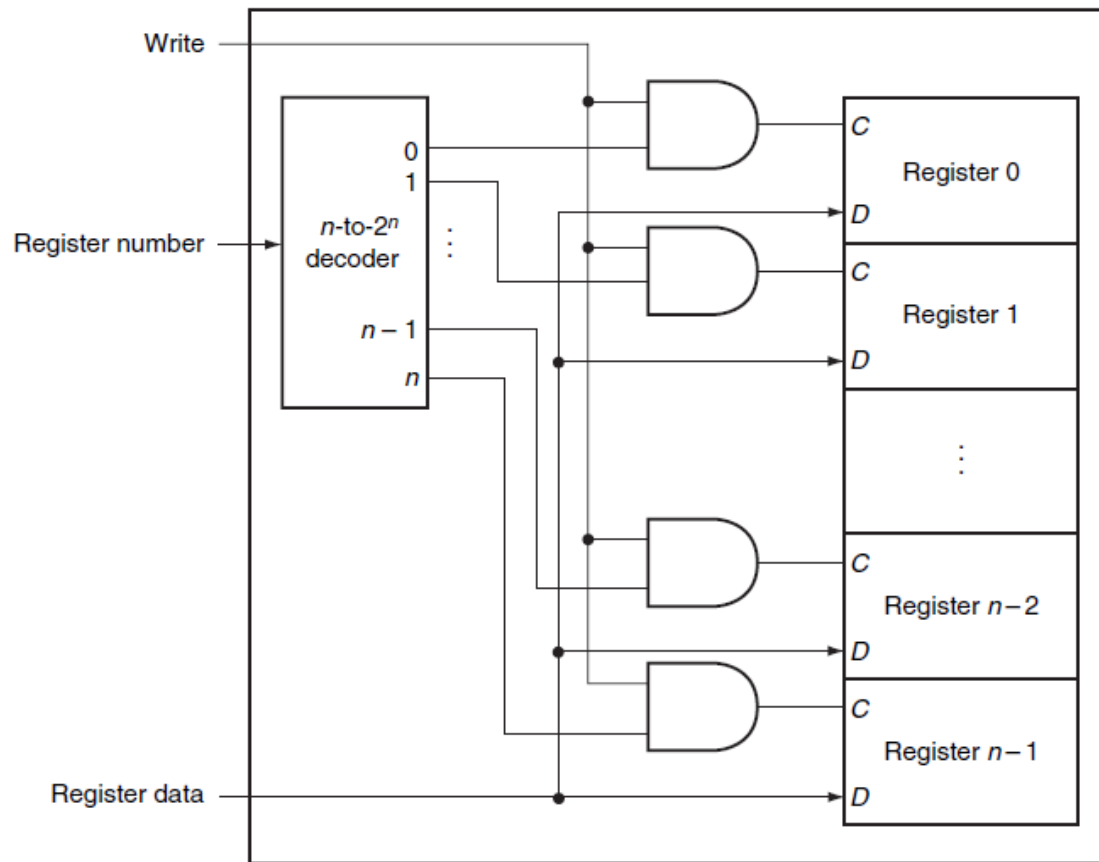 Write
C
0
Register 0
1
D
n-to-2ⁿ
decoder
⋮
Register number
C
Register 1
n – 1
D
n
⋮
C
Register n – 2
D
C
Register n – 1
Register data
D